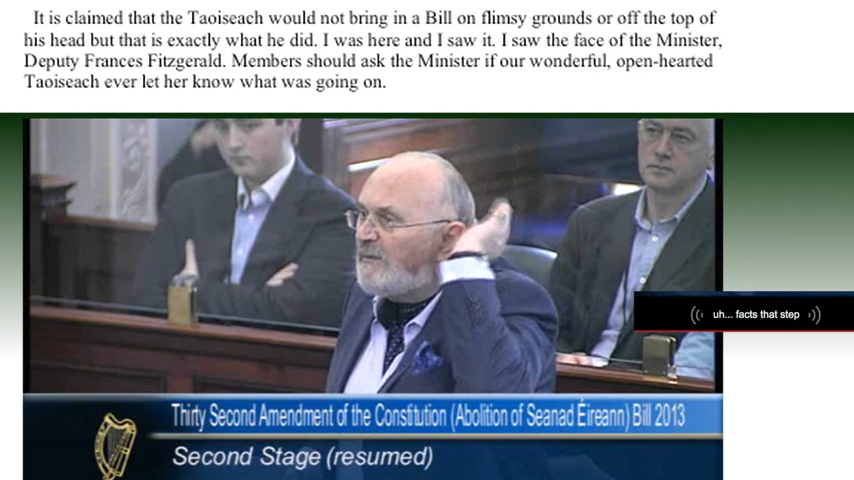 It is claimed that the Taoiseach would not bring in a Bill on flimsy grounds or off the top of
his head but that is exactly what he did. I was here and I saw it. I saw the face of the Minister,
Deputy Frances Fitzgerald. Members should ask the Minister if our wonderful, open-hearted
Taoiseach ever let her know what was going on.
uh... facts that step
Thirty Second Amendment of the Constitution (Abolition of Seanad Éireann) Bill 2013
Second Stage (resumed)